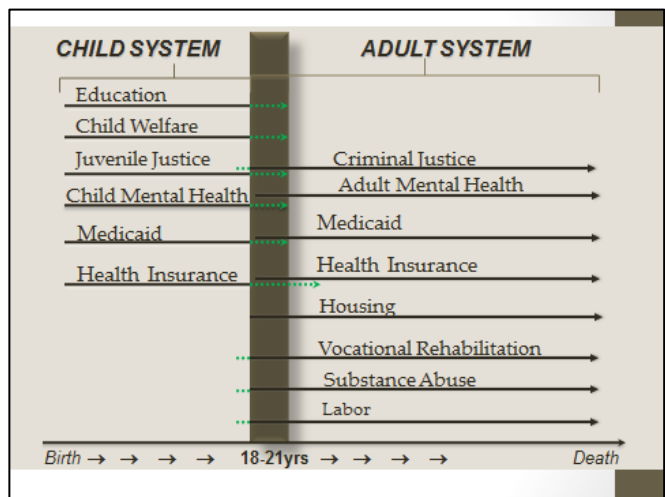 CHILD SYSTEM
ADULT SYSTEM
Education
Child Welfare
Juvenile Justice
Criminal Justice
Child Mental Health
Adult Mental Health
Medicaid
Medicaid
Health Insurance
Health Insurance
Housing
Vocational Rehabilitation
Substance Abuse
Labor
Birth → → → → 18-21yrs → → → → Death